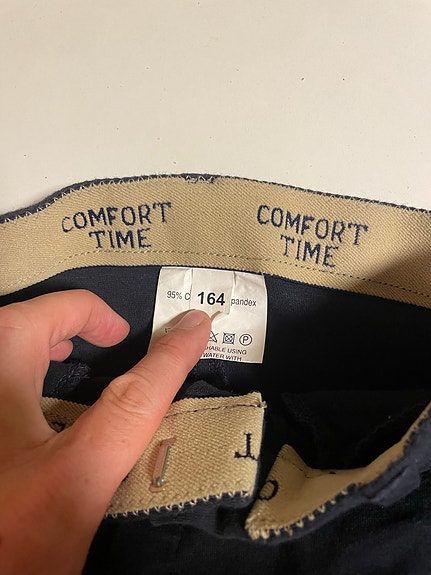 COMFORT
TIME
COMFORT
TIME
95% C 164 pandex
HABLE USING
WATER WITH
T
O